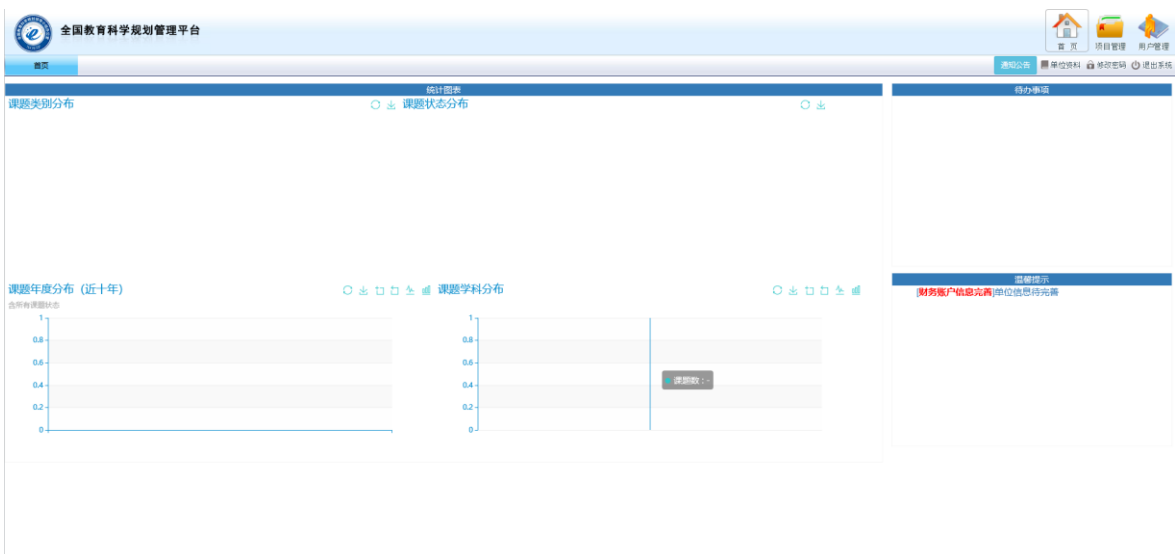 全国教育科学规划管理平台
首 页
项目管理
用户管理
首页
通知公告
单位资料
修改密码
退出系统
统计图表
课题类别分布
课题状态分布
待办事项
课题年度分布（近十年）
含所有课题状态
1
0.8
0.6
0.4
0.2
0
课题学科分布
1
0.8
0.6
0.4
0.2
0
课题数 : -
温馨提示
[财务账户信息完善]单位信息待完善